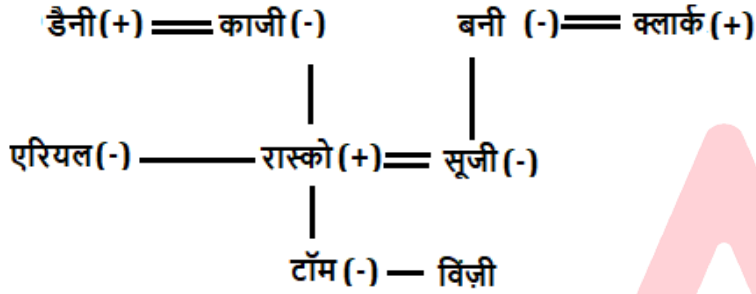 डैनी(+) काजी(-) बनी (-) क्लार्क(+)
एरियल(-) रास्को(+) सूजी(-)
टॉम(-) विंज़ी